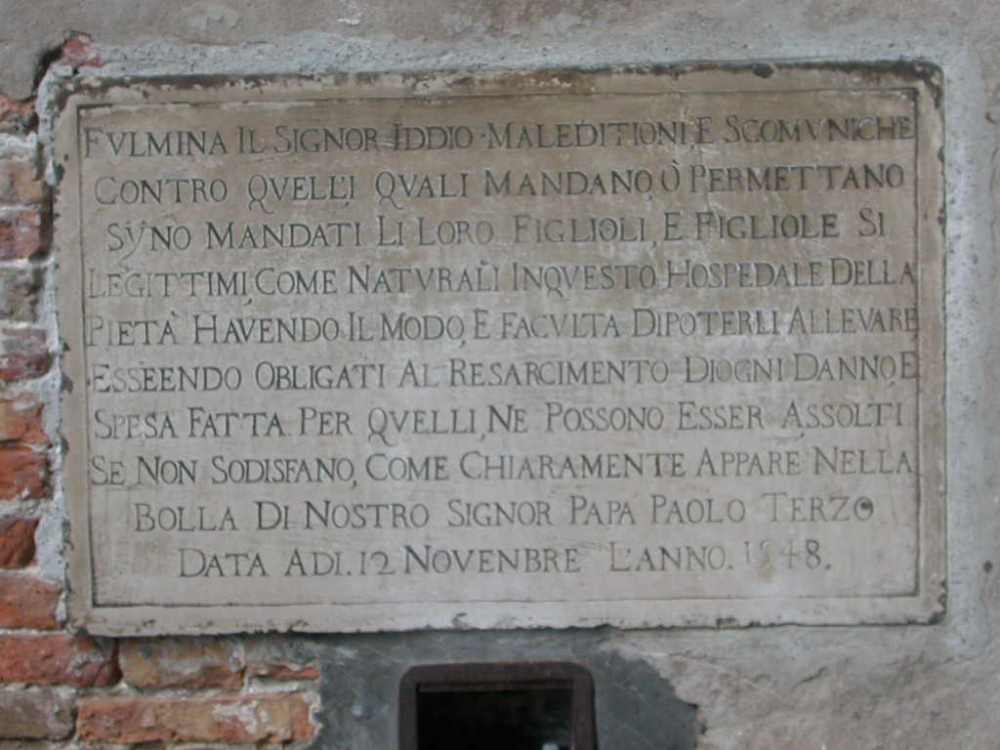 FVLMINA IL SIGNOR IDDIO MALEDITIONI, E SCOMVNICHE
CONTRO QVELLI QVALI MANDANO, Ò PERMETTANO
SYNO MANDATI LI LORO FIGLIOLI, E FIGLIOLE SI
LEGITTIMI, COME NATVRALI INQVESTO HOSPEDALE DELLA
PIETÀ HAVENDO IL MODO, E FACVLTA DIPOTERLI ALLEVARE
ESSEENDO OBLIGATI AL RESARCIMENTO DIOGNI DANNO, E
SPESA FATTA PER QVELLI, NE POSSONO ESSER ASSOLTI
SE NON SODISFANO, COME CHIARAMENTE APPARE NELLA
BOLLA DI NOSTRO SIGNOR PAPA PAOLO TERZO
DATA ADI. 12 NOVENBRE L'ANNO. 1548.